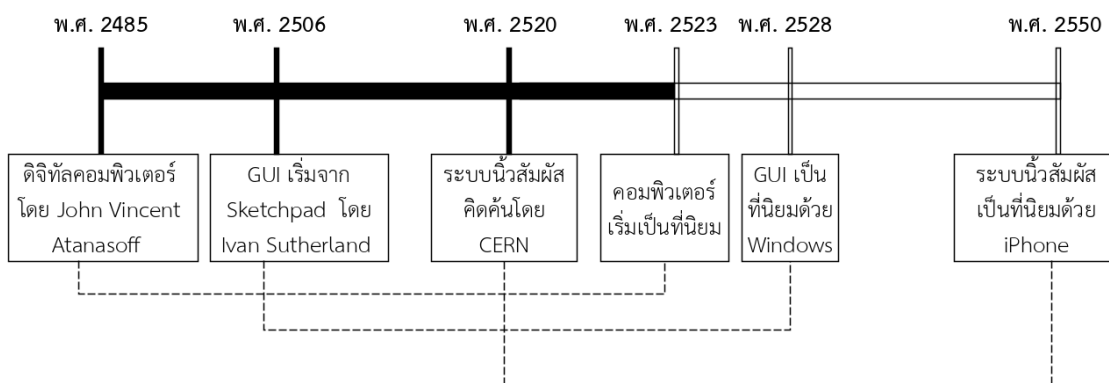 พ.ศ. 2485
พ.ศ. 2506
พ.ศ. 2520
พ.ศ. 2523
พ.ศ. 2528
พ.ศ. 2550
ดิจิทัลคอมพิวเตอร์
โดย John Vincent
Atanasoff
GUI เริ่มจาก
Sketchpad โดย
Ivan Sutherland
ระบบนิ้วสัมผัส
คิดค้นโดย
CERN
คอมพิวเตอร์
เริ่มเป็นที่นิยม
GUI เป็น
ที่นิยมด้วย
Windows
ระบบนิ้วสัมผัส
เป็นที่นิยมด้วย
iPhone